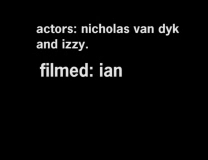 actors: nicholas van dyk
and izzy.
filmed: ian